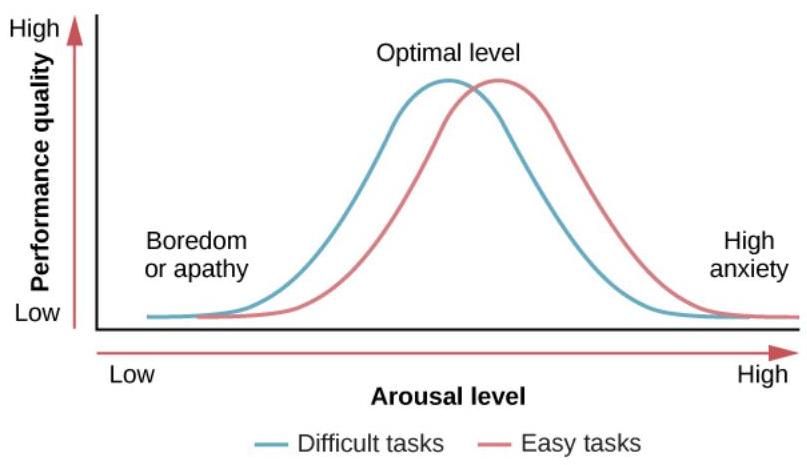 High
Performance quality
Low
Optimal level
Boredom
or apathy
High
anxiety
Low
High
Arousal level
Difficult tasks
Easy tasks